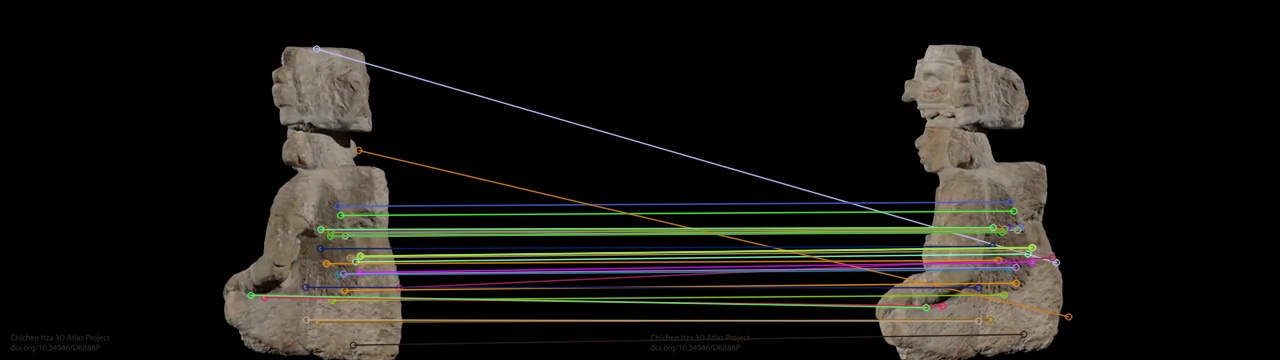 Chichen Itza 3D Atlas Project
doi.org/10.34946/D6B88P
Chichen Itza 3D Atlas Project
doi.org/10.34946/D6B88P